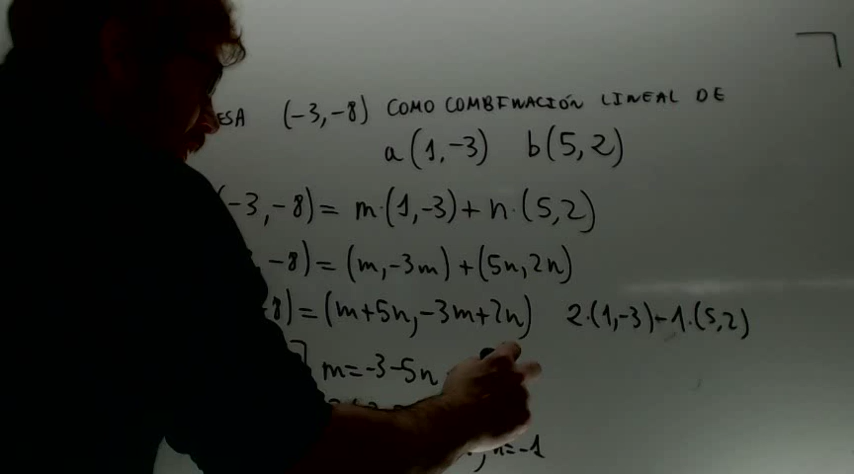 ESA (-3,-8) COMO COMBINACIÓN LINEAL DE
a(1,-3) b(5,2)
(-3,-8)= m·(1,-3)+n·(5,2)
-8)=(m,-3m)+(5n,2n)
-8)=(m+5n,-3m+2n) 2·(1,-3)-1·(5,2)
m=-3-5n
n=-1